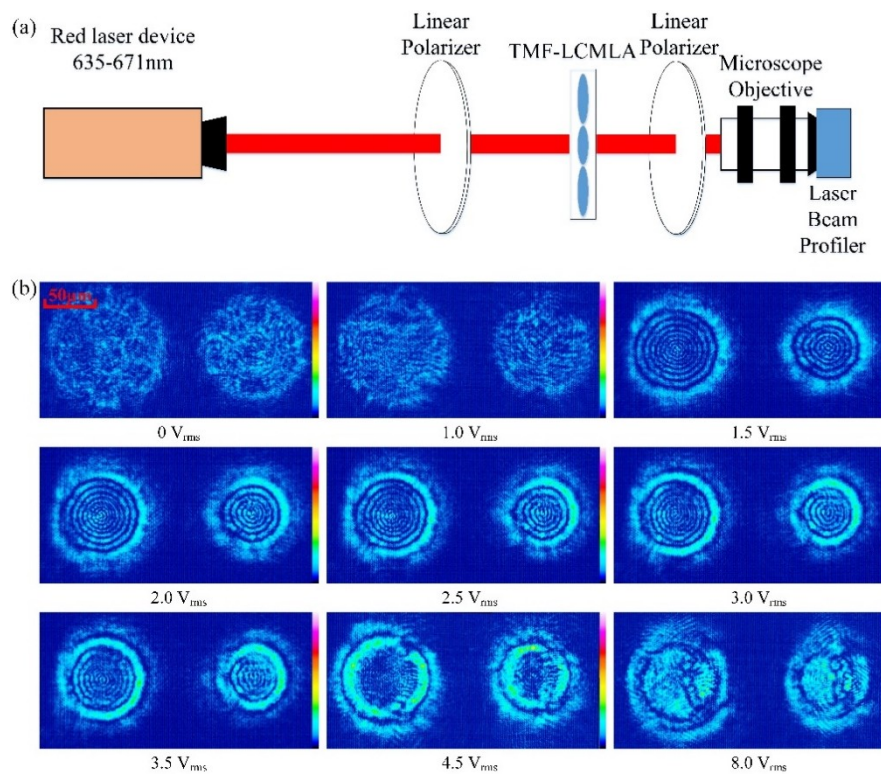 (a)
Red laser device
635-671nm
Linear
Polarizer
TMF-LCMLA
Linear
Polarizer
Microscope
Objective
Laser
Beam
Profiler
(b)
50μm
0 Vrms
1.0 Vrms
1.5 Vrms
2.0 Vrms
2.5 Vrms
3.0 Vrms
3.5 Vrms
4.5 Vrms
8.0 Vrms